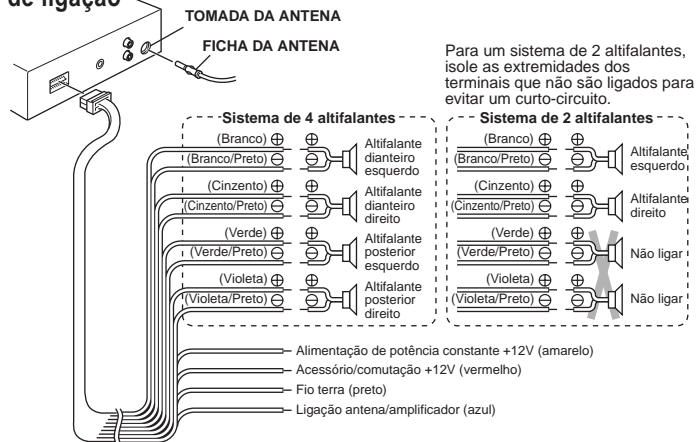 de ligação
TOMADA DA ANTENA
FICHA DA ANTENA
Para um sistema de 2 altifalantes,
isole as extremidades dos
terminais que não são ligados para
evitar um curto-circuito.
Sistema de 4 altifalantes
(Branco) ⊕ ⊕
(Branco/Preto) ⊖ ⊖
Altifalante
dianteiro
esquerdo
(Cinzento) ⊕ ⊕
(Cinzento/Preto) ⊖ ⊖
Altifalante
dianteiro
direito
(Verde) ⊕ ⊕
(Verde/Preto) ⊖ ⊖
Altifalante
posterior
esquerdo
(Violeta) ⊕ ⊕
(Violeta/Preto) ⊖ ⊖
Altifalante
posterior
direito
Sistema de 2 altifalantes
(Branco) ⊕ ⊕
(Branco/Preto) ⊖ ⊖
Altifalante
esquerdo
(Cinzento) ⊕ ⊕
(Cinzento/Preto) ⊖ ⊖
Altifalante
direito
(Verde) ⊕ ⊕
(Verde/Preto) ⊖ ⊖
Não ligar
(Violeta) ⊕ ⊕
(Violeta/Preto) ⊖ ⊖
Não ligar
Alimentação de potência constante +12V (amarelo)
Acessório/comutação +12V (vermelho)
Fio terra (preto)
Ligação antena/amplificador (azul)